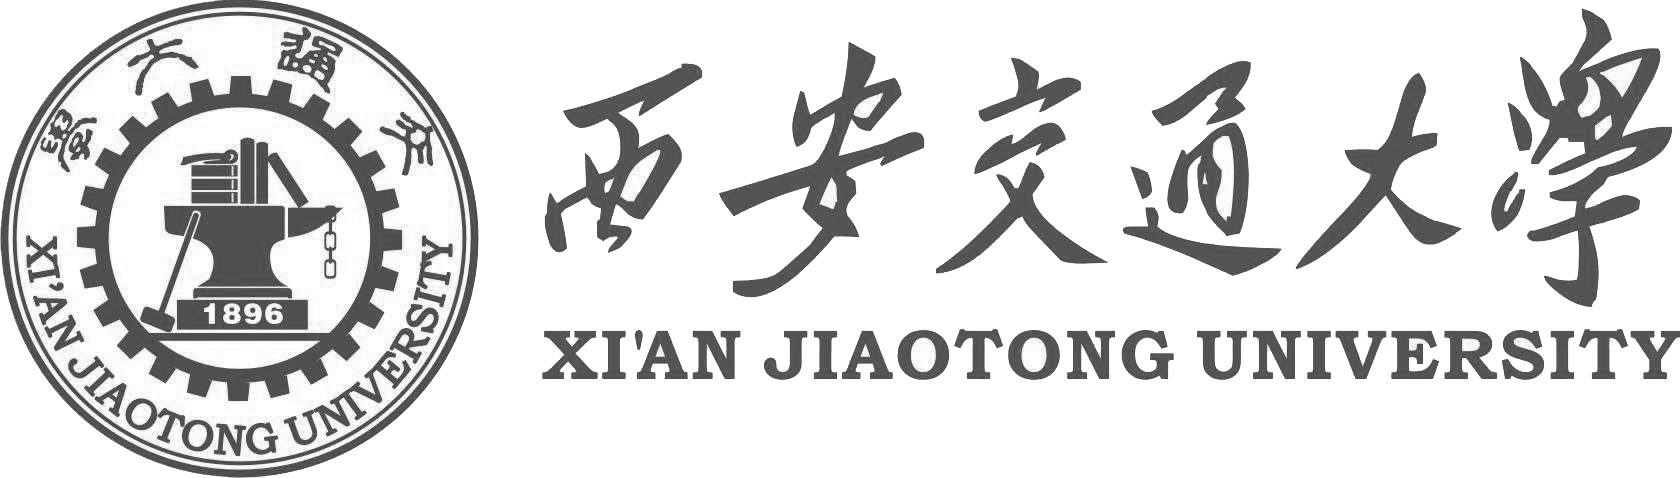 學大通交
XI'AN JIAOTONG UNIVERSITY
1896
西安交通大學
XI'AN JIAOTONG UNIVERSITY